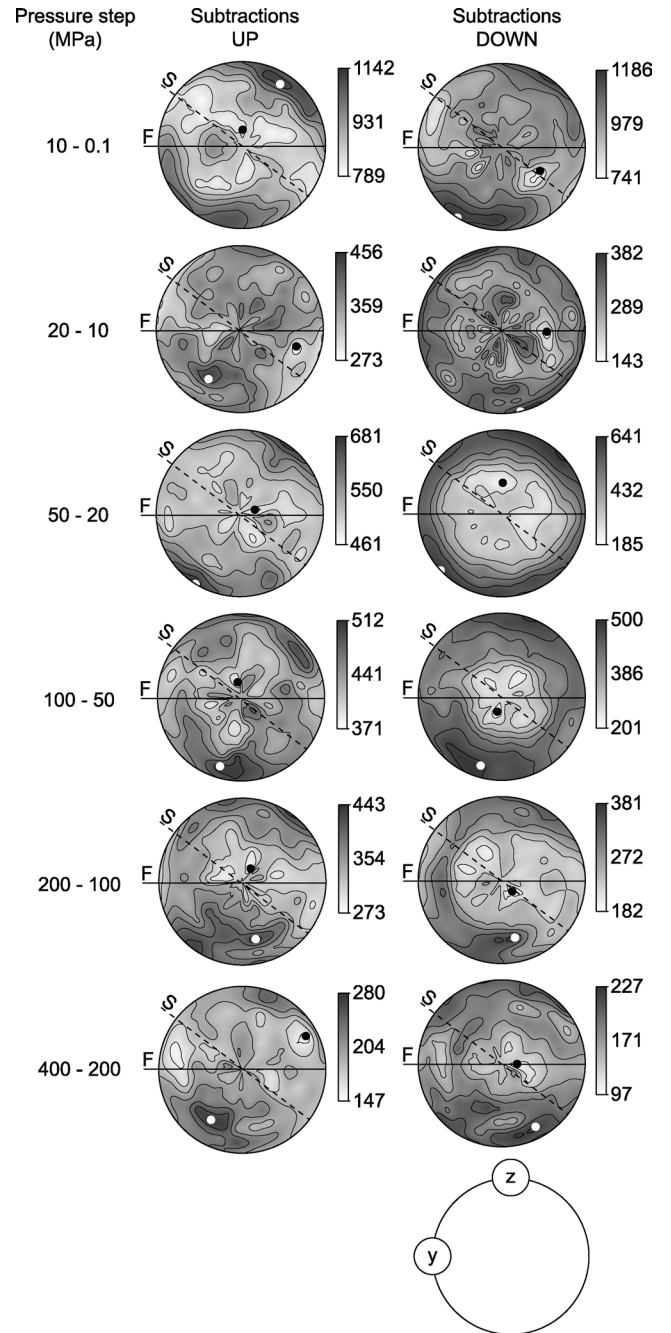 Pressure step
(MPa)
Subtractions
UP
Subtractions
DOWN
10 - 0.1
S
F
1142
931
789
S
F
1186
979
741
20 - 10
S
F
456
359
273
S
F
382
289
143
50 - 20
S
F
681
550
461
S
F
641
432
185
100 - 50
S
F
512
441
371
S
F
500
386
201
200 - 100
S
F
443
354
273
S
F
381
272
182
400 - 200
S
F
280
204
147
S
F
227
171
97
z
y